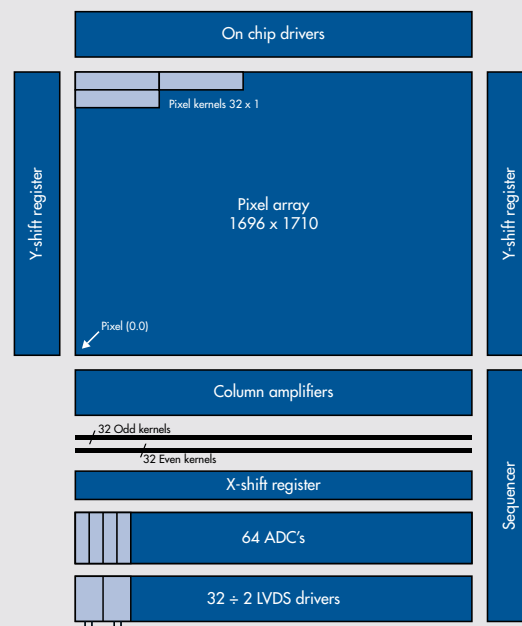 On chip drivers
Pixel kernels 32 x 1
Y-shift register
Pixel array
1696 x 1710
Y-shift register
Pixel (0.0)
Column amplifiers
32 Odd kernels
32 Even kernels
X-shift register
Sequencer
64 ADC's
32 ÷ 2 LVDS drivers